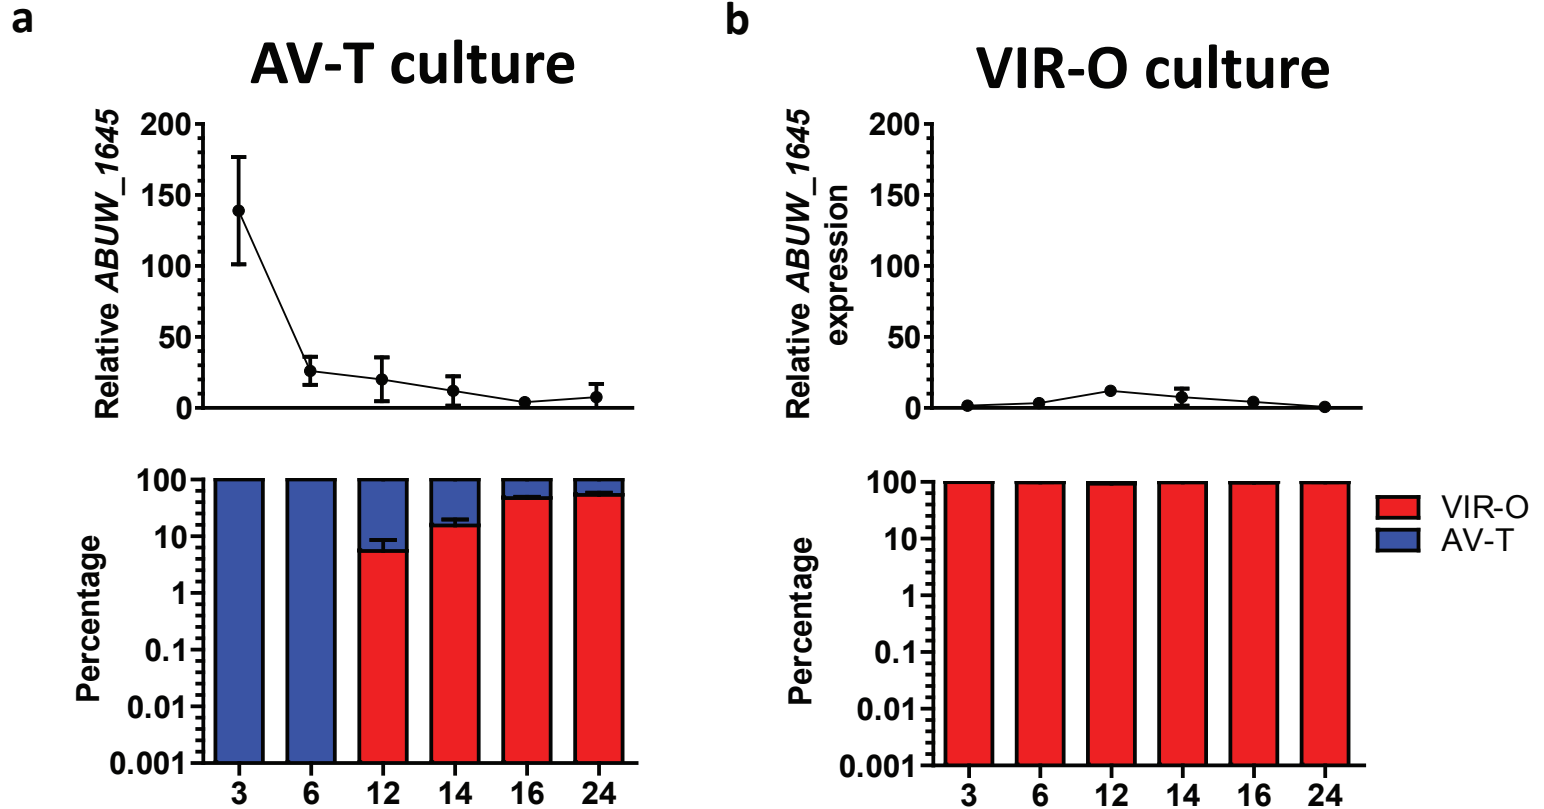 a
AV-T culture
Relative ABUW_1645
200
150
100
50
0
Percentage
100
10
1
0.1
0.01
0.001
3 6 12 14 16 24
b
VIR-O culture
Relative ABUW_1645
expression
200
150
100
50
0
Percentage
100
10
1
0.1
0.01
0.001
3 6 12 14 16 24
VIR-O
AV-T